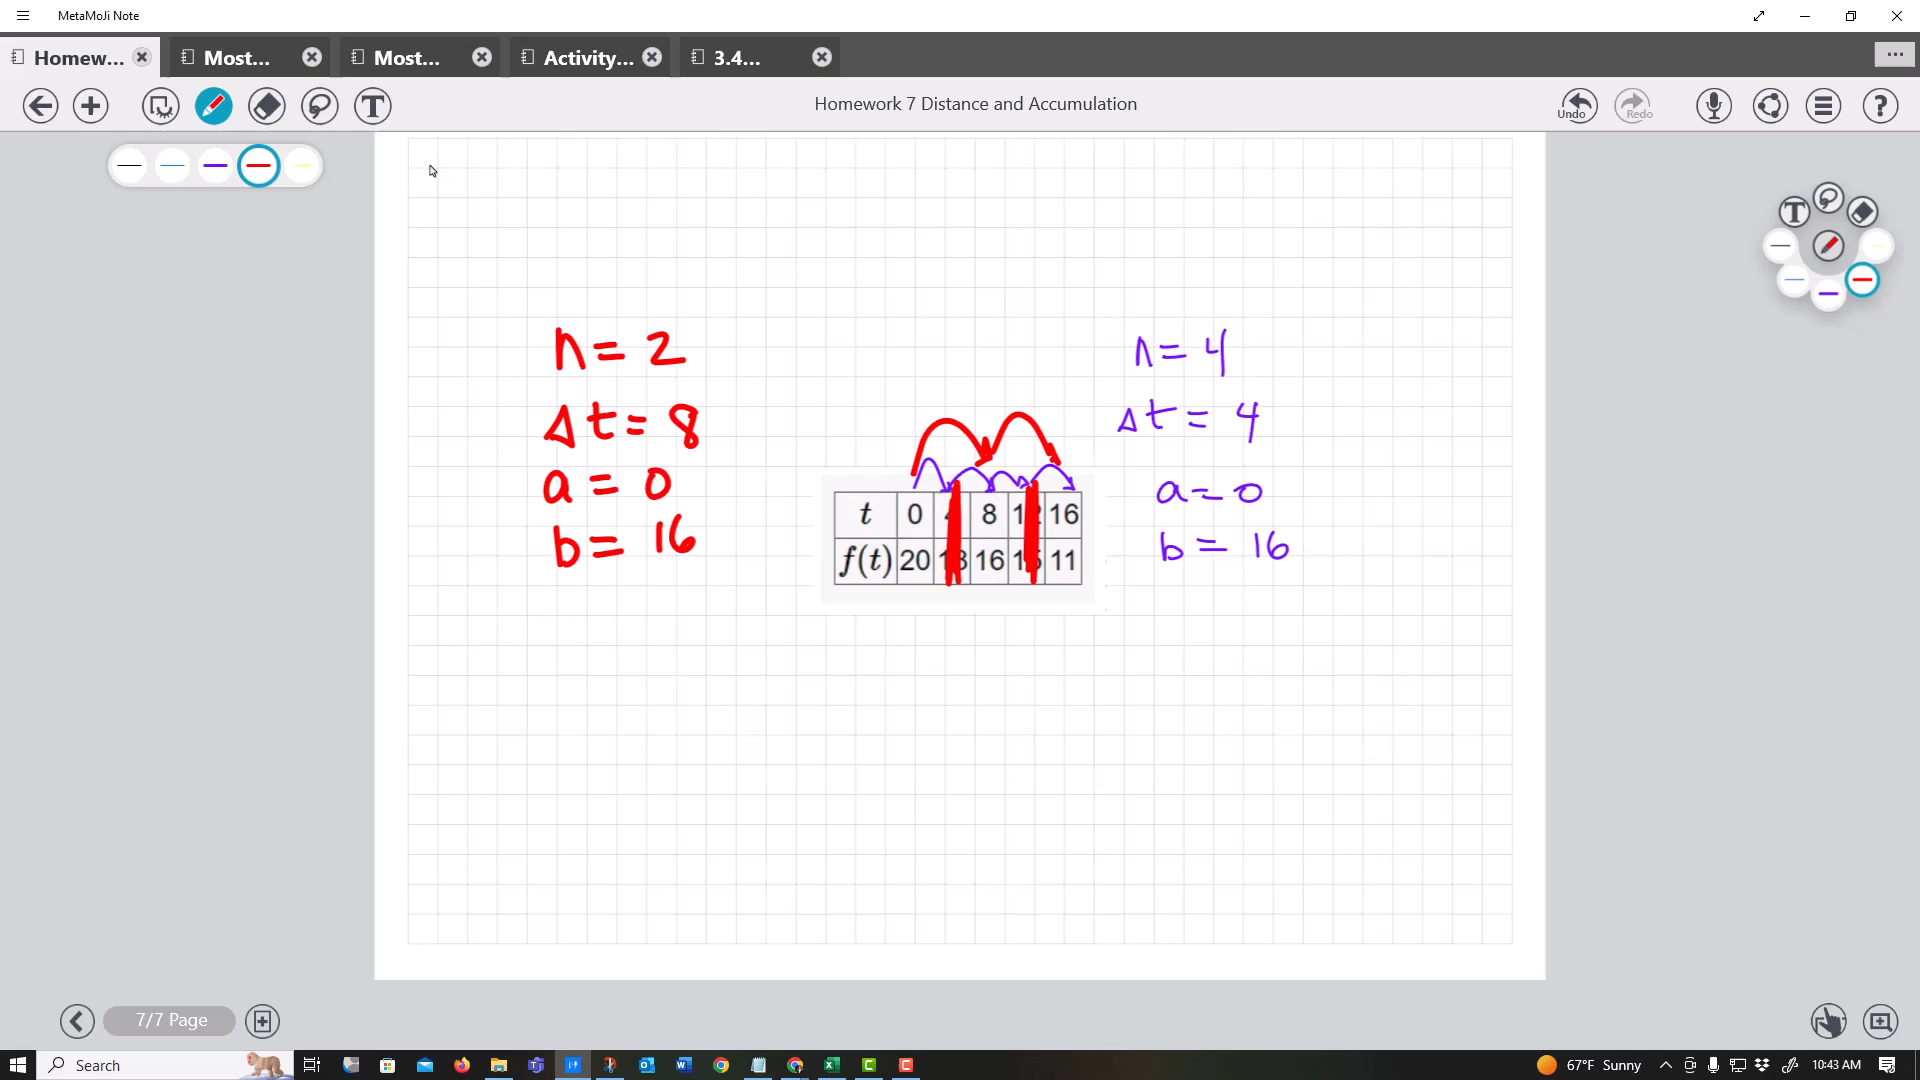 MetaMoJi Note
Homew...
Most...
Most...
Activity...
3.4...
Homework 7 Distance and Accumulation
Undo
Redo
n = 2
Δt = 8
a = 0
b = 16
n = 4
Δt = 4
a = 0
b = 16
t 0 8 16
f(t) 20 16 11
7/7 Page
Search
67°F Sunny
10:43 AM